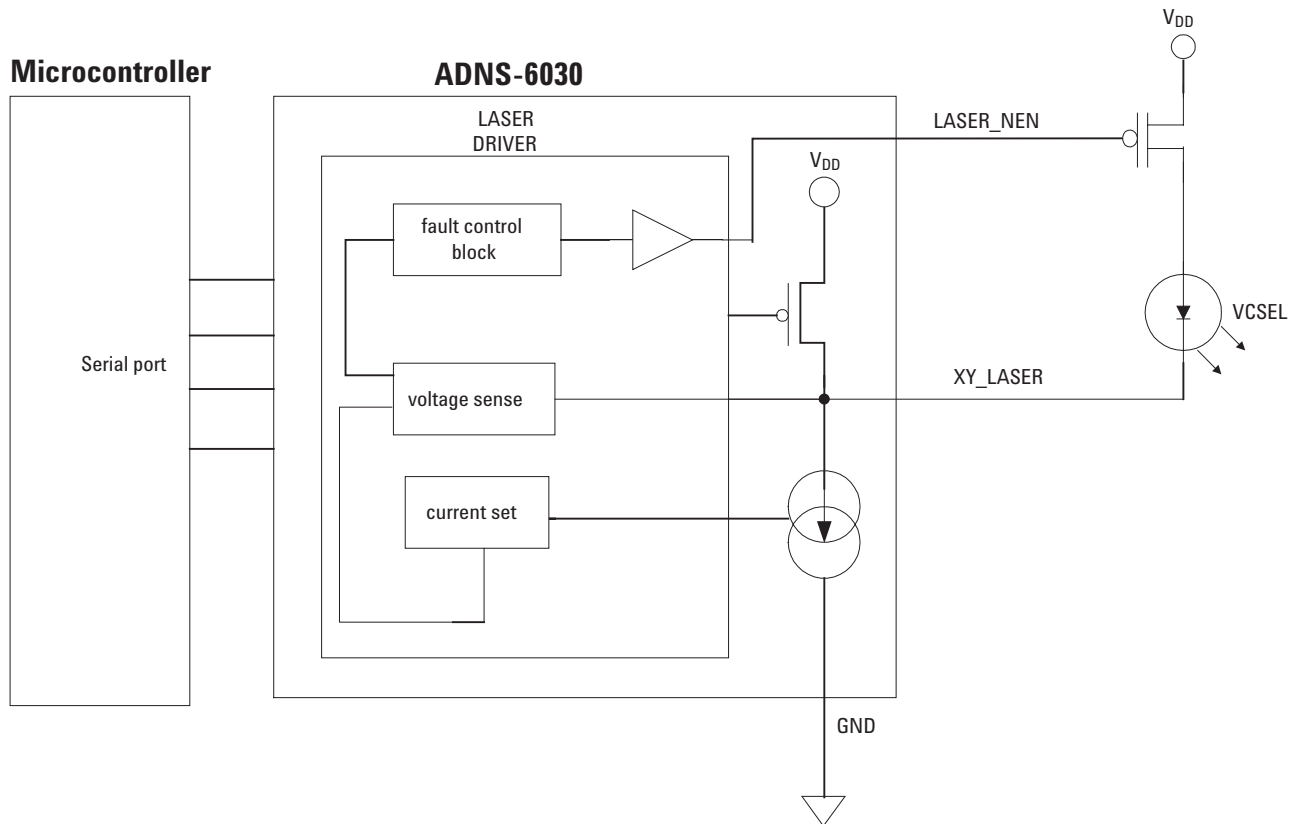 Microcontroller
Serial port
ADNS-6030
LASER
DRIVER
fault control
block
voltage sense
current set
VDD
GND
LASER_NEN
XY_LASER
VDD
VCSEL